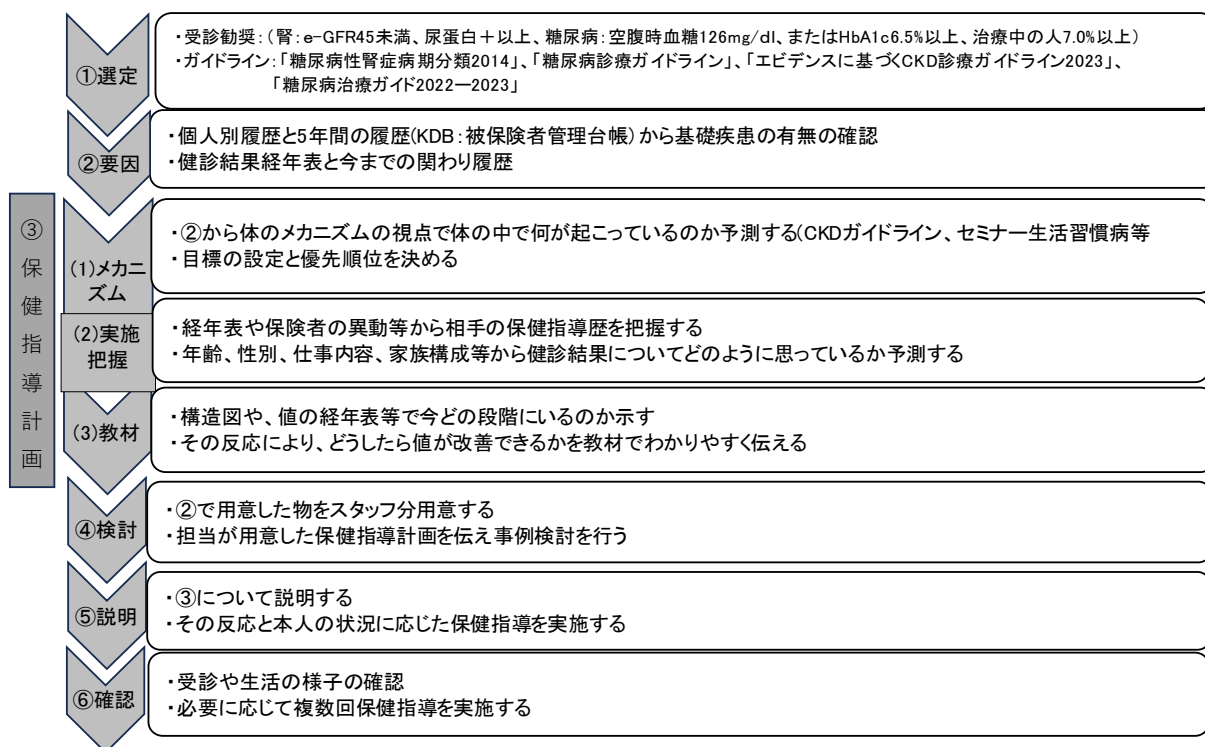 ①選定
・受診勧奨：（腎：e-GFR45未満、尿蛋白＋以上、糖尿病：空腹時血糖126mg/dl、またはHbA1c6.5%以上、治療中の人7.0%以上）
・ガイドライン：「糖尿病性腎症病期分類2014」、「糖尿病診療ガイドライン」、「エビデンスに基づくCKD診療ガイドライン2023」、
「糖尿病治療ガイド2022ー2023」
②要因
・個人別履歴と5年間の履歴(KDB：被保険者管理台帳)から基礎疾患の有無の確認
・健診結果経年表と今までの関わり履歴
③保健指導計画
(1)メカニ
ズム
・②から体のメカニズムの視点で体の中で何が起こっているのか予測する(CKDガイドライン、セミナー生活習慣病等
・目標の設定と優先順位を決める
(2)実施
把握
・経年表や保険者の異動等から相手の保健指導歴を把握する
・年齢、性別、仕事内容、家族構成等から健診結果についてどのように思っているか予測する
(3)教材
・構造図や、値の経年表等で今どの段階にいるのか示す
・その反応により、どうしたら値が改善できるかを教材でわかりやすく伝える
④検討
・②で用意した物をスタッフ分用意する
・担当が用意した保健指導計画を伝え事例検討を行う
⑤説明
・③について説明する
・その反応と本人の状況に応じた保健指導を実施する
⑥確認
・受診や生活の様子の確認
・必要に応じて複数回保健指導を実施する